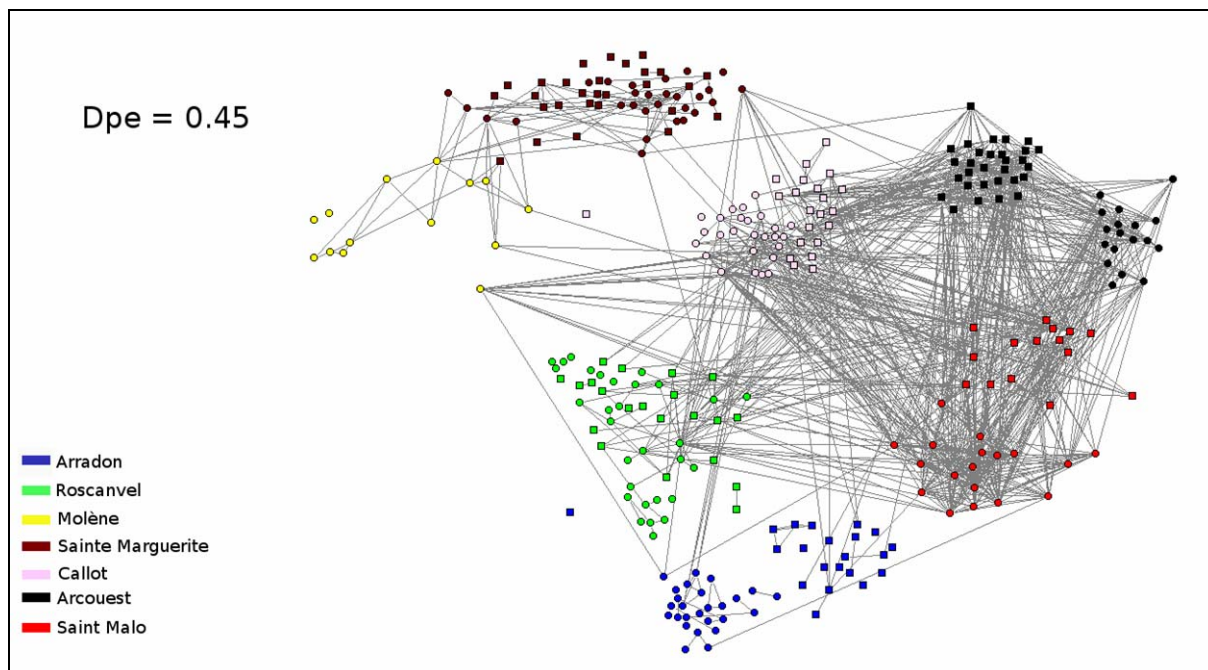 Dpe = 0.45
Arradon
Roscanvel
Molène
Sainte Marguerite
Callot
Arcouest
Saint Malo